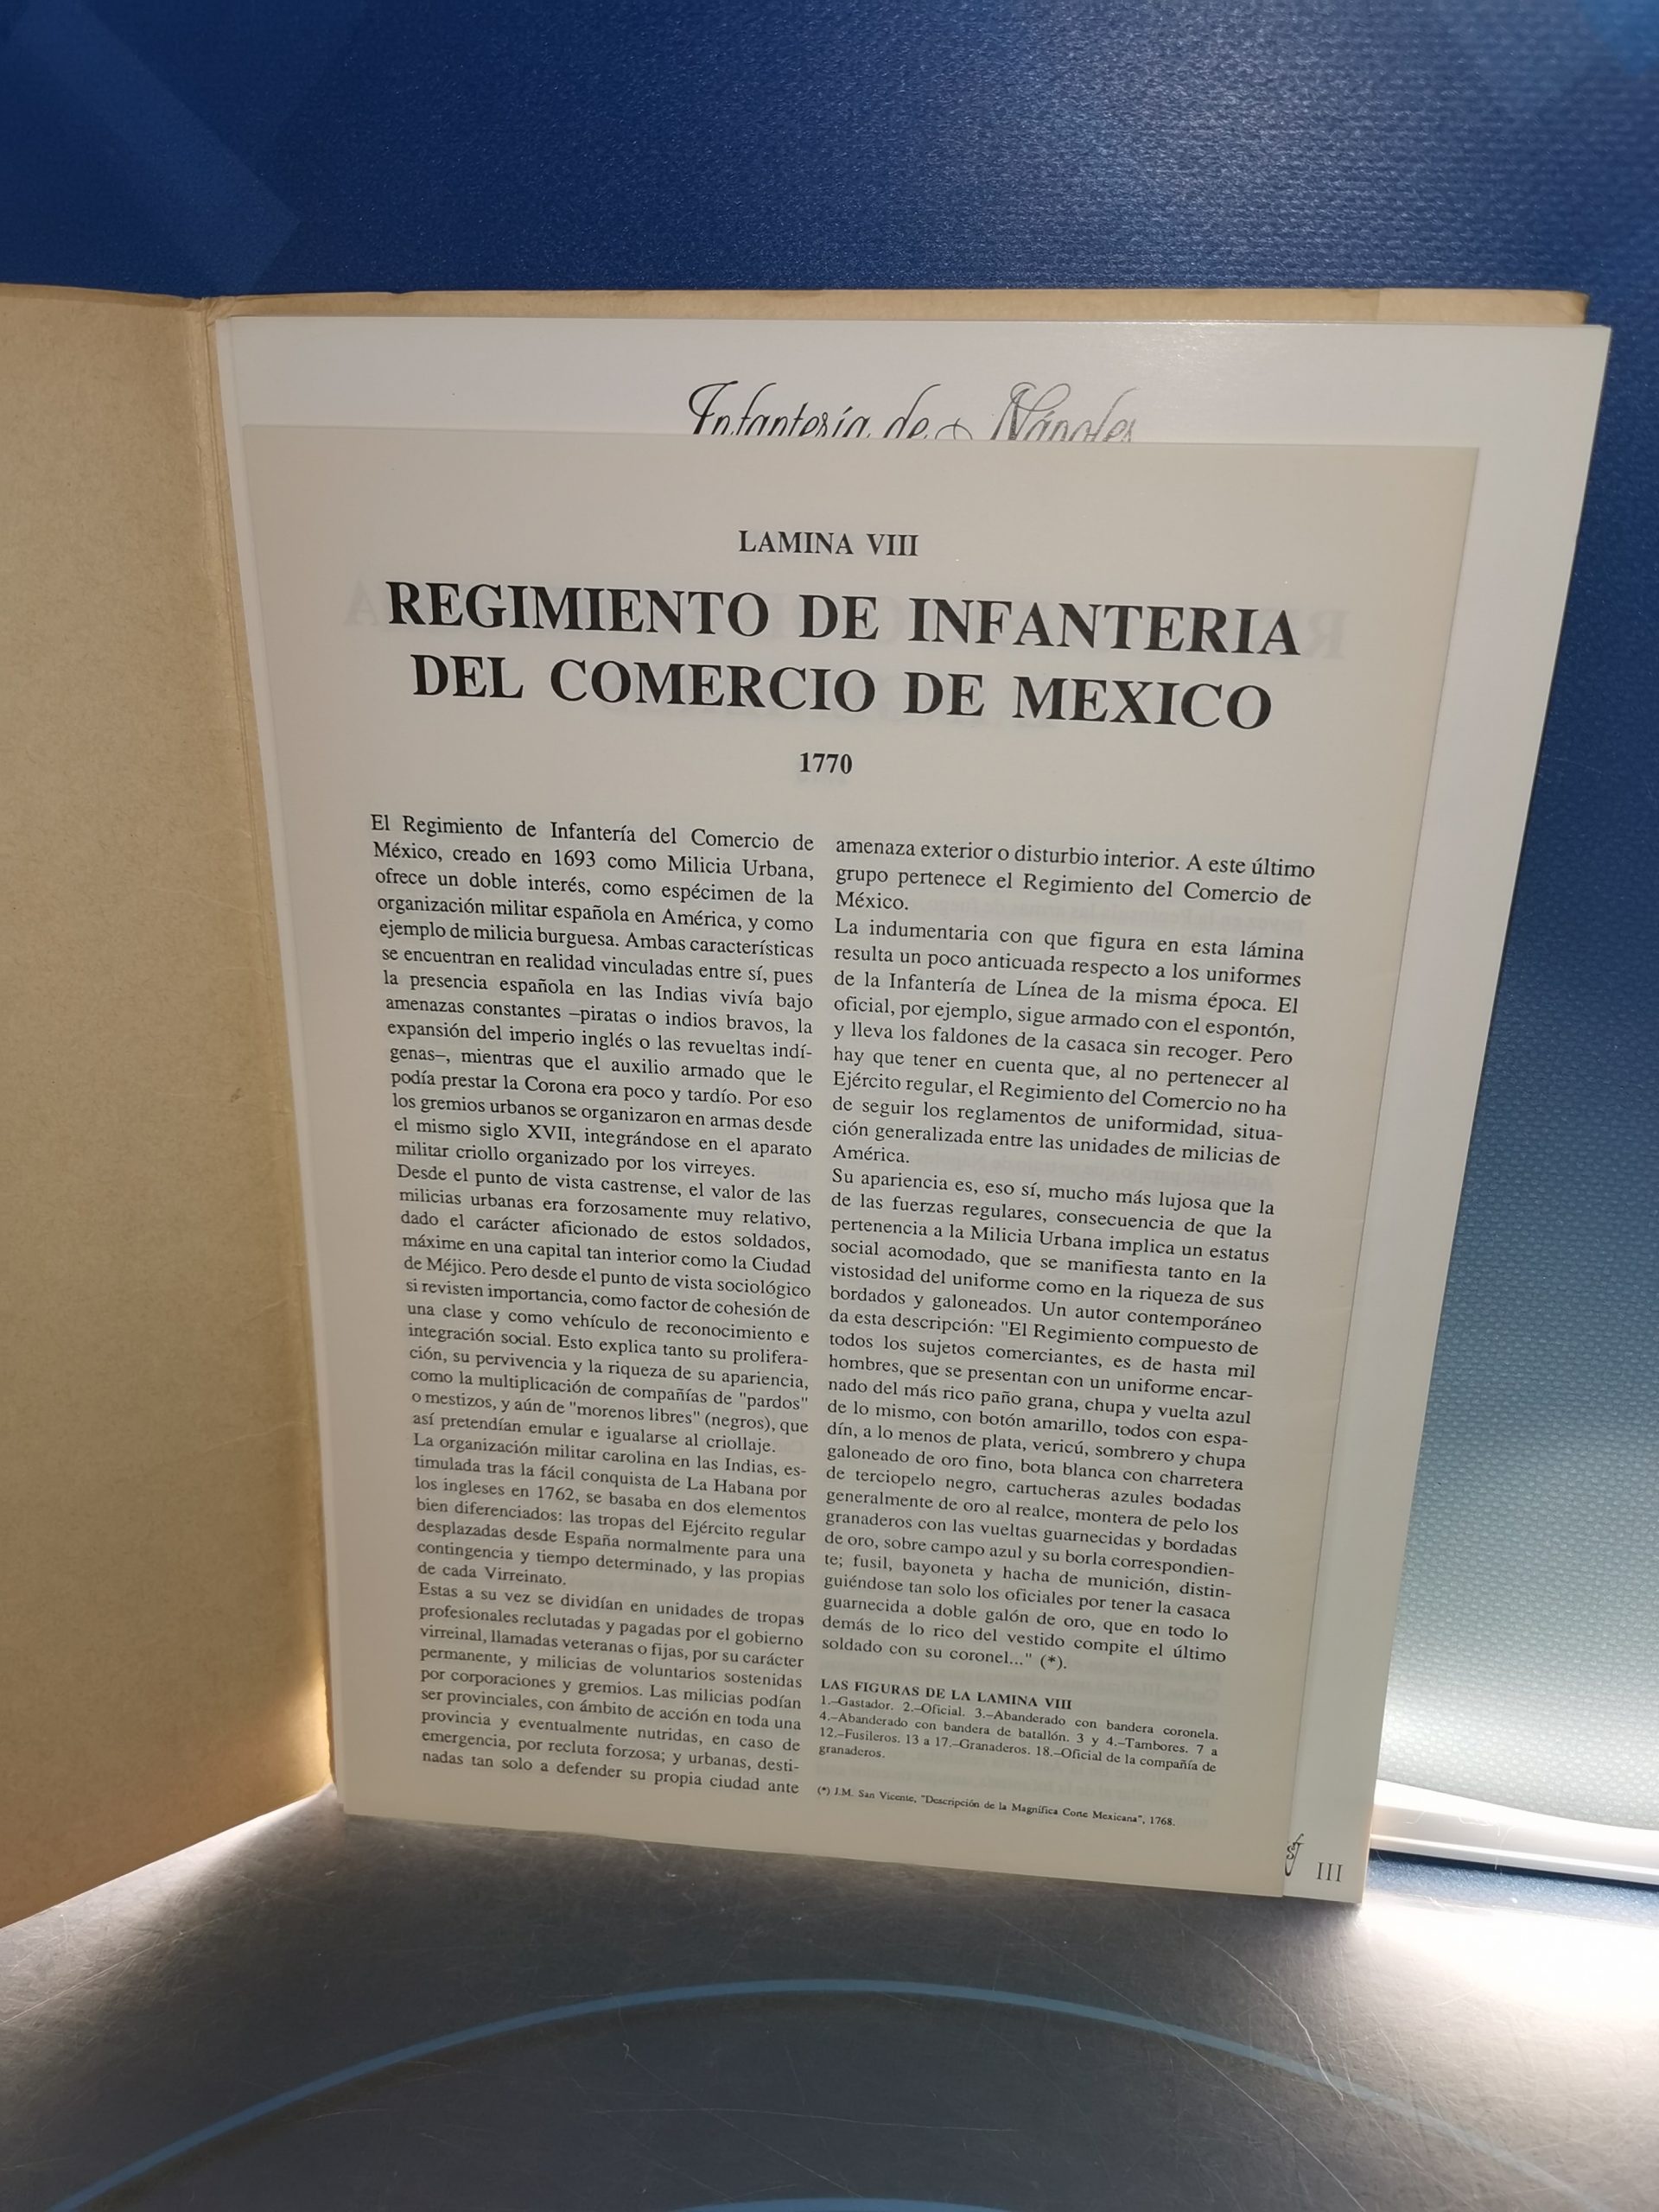 Infantería de Nápoles
LAMINA VIII
REGIMIENTO DE INFANTERIA
DEL COMERCIO DE MEXICO
1770
El Regimiento de Infantería del Comercio de
México, creado en 1693 como Milicia Urbana,
ofrece un doble interés, como espécimen de la
organización militar española en América, y como
ejemplo de milicia burguesa. Ambas características
se encuentran en realidad vinculadas entre sí, pues
la presencia española en las Indias vivía bajo
amenazas constantes –piratas o indios bravos, la
expansión del imperio inglés o las revueltas indí-
genas–, mientras que el auxilio armado que le
podía prestar la Corona era poco y tardío. Por eso
los gremios urbanos se organizaron en armas desde
el mismo siglo XVII, integrándose en el aparato
militar criollo organizado por los virreyes.
Desde el punto de vista castrense, el valor de las
milicias urbanas era forzosamente muy relativo,
dado el carácter aficionado de estos soldados,
máxime en una capital tan interior como la Ciudad
de Méjico. Pero desde el punto de vista sociológico
si revisten importancia, como factor de cohesión de
una clase y como vehículo de reconocimiento e
integración social. Esto explica tanto su prolifera-
ción, su pervivencia y la riqueza de su apariencia,
como la multiplicación de compañías de "pardos"
o mestizos, y aún de "morenos libres" (negros), que
así pretendían emular e igualarse al criollaje.
La organización militar carolina en las Indias, es-
timulada tras la fácil conquista de La Habana por
los ingleses en 1762, se basaba en dos elementos
bien diferenciados: las tropas del Ejército regular
desplazadas desde España normalmente para una
contingencia y tiempo determinado, y las propias
de cada Virreinato.
Estas a su vez se dividían en unidades de tropas
profesionales reclutadas y pagadas por el gobierno
virreinal, llamadas veteranas o fijas, por su carácter
permanente, y milicias de voluntarios sostenidas
por corporaciones y gremios. Las milicias podían
ser provinciales, con ámbito de acción en toda una
provincia y eventualmente nutridas, en caso de
emergencia, por recluta forzosa; y urbanas, desti-
nadas tan solo a defender su propia ciudad ante
amenaza exterior o disturbio interior. A este último
grupo pertenece el Regimiento del Comercio de
México.
La indumentaria con que figura en esta lámina
resulta un poco anticuada respecto a los uniformes
de la Infantería de Línea de la misma época. El
oficial, por ejemplo, sigue armado con el espontón,
y lleva los faldones de la casaca sin recoger. Pero
hay que tener en cuenta que, al no pertenecer al
Ejército regular, el Regimiento del Comercio no ha
de seguir los reglamentos de uniformidad, situa-
ción generalizada entre las unidades de milicias de
América.
Su apariencia es, eso sí, mucho más lujosa que la
de las fuerzas regulares, consecuencia de que la
pertenencia a la Milicia Urbana implica un estatus
social acomodado, que se manifiesta tanto en la
vistosidad del uniforme como en la riqueza de sus
bordados y galoneados. Un autor contemporáneo
da esta descripción: "El Regimiento compuesto de
todos los sujetos comerciantes, es de hasta mil
hombres, que se presentan con un uniforme encar-
nado del más rico paño grana, chupa y vuelta azul
de lo mismo, con botón amarillo, todos con espa-
dín, a lo menos de plata, vericú, sombrero y chupa
galoneado de oro fino, bota blanca con charretera
de terciopelo negro, cartucheras azules bodadas
generalmente de oro al realce, montera de pelo los
granaderos con las vueltas guarnecidas y bordadas
de oro, sobre campo azul y su borla correspondien-
te; fusil, bayoneta y hacha de munición, distin-
guiéndose tan solo los oficiales por tener la casaca
guarnecida a doble galón de oro, que en todo lo
demás de lo rico del vestido compite el último
soldado con su coronel..." (*).
LAS FIGURAS DE LA LAMINA VIII
1.–Gastador. 2.–Oficial. 3.–Abanderado con bandera coronela.
4.–Abanderado con bandera de batallón. 3 y 4.–Tambores. 7 a
12.–Fusileros. 13 a 17.–Granaderos. 18.–Oficial de la compañía de
granaderos.
(*) J.M. San Vicente, "Descripción de la Magnífica Corte Mexicana", 1768.
III